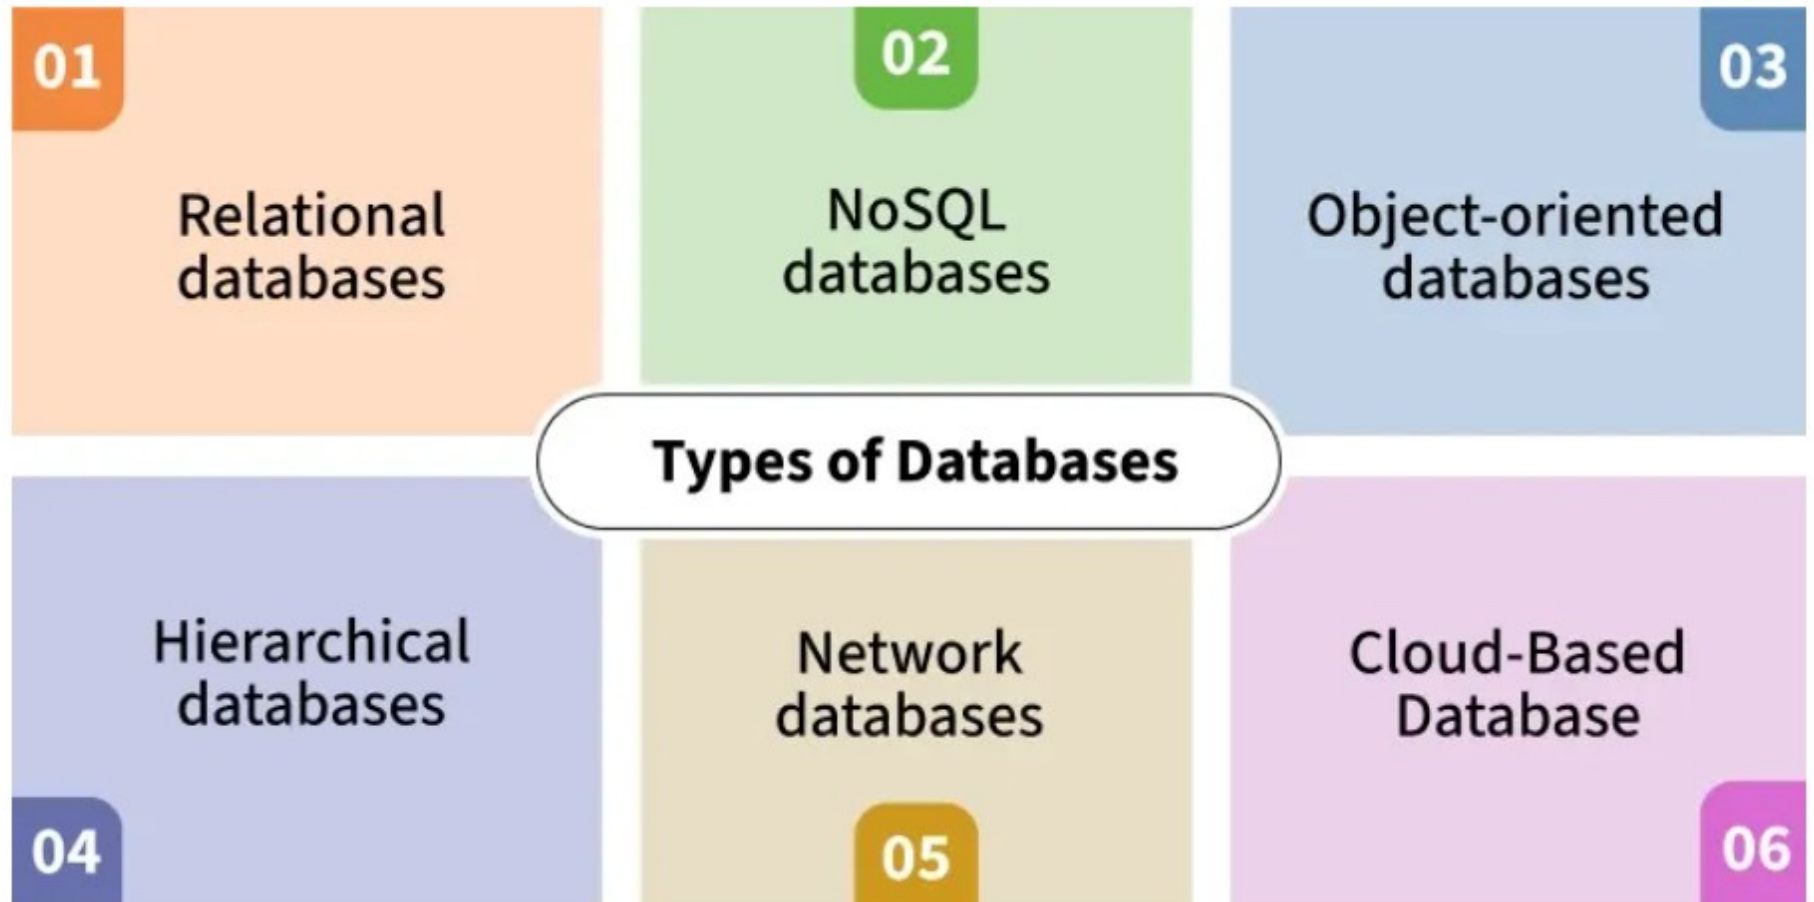 01
Relational
databases
02
NoSQL
databases
03
Object-oriented
databases
Types of Databases
Hierarchical
databases
04
Network
databases
05
Cloud-Based
Database
06